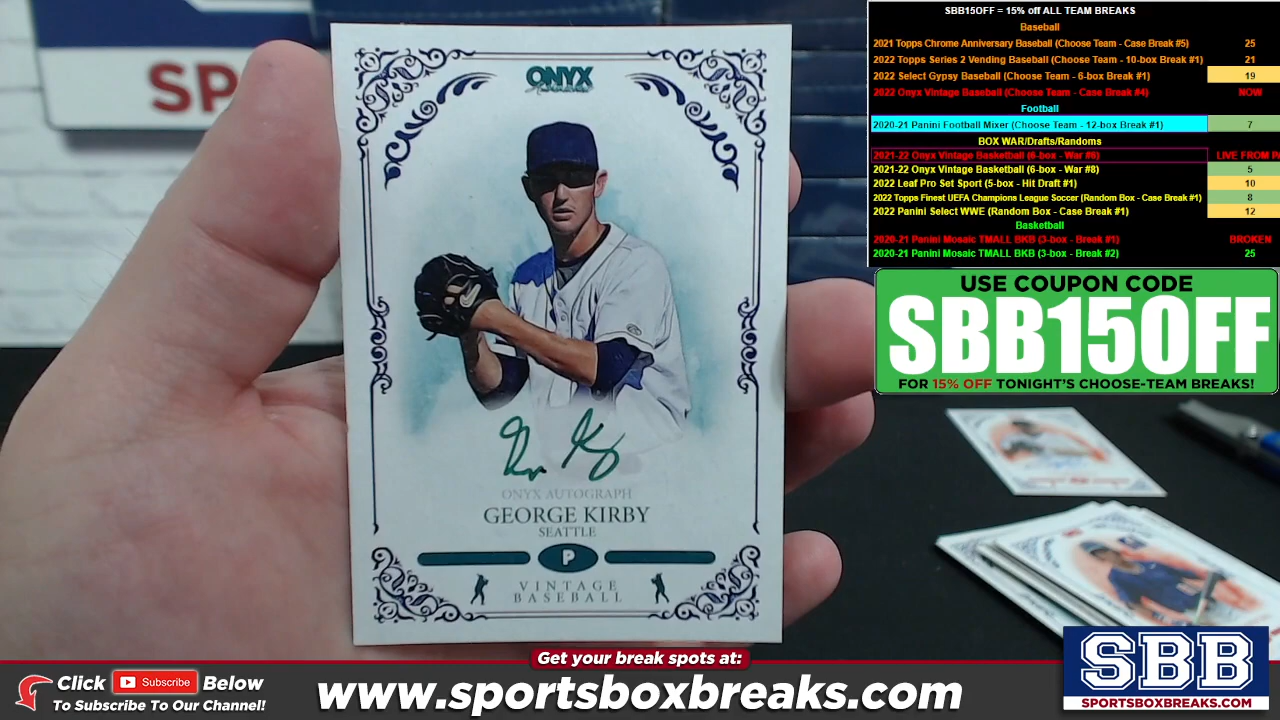 SP
ONYX
Authenticated
ONYX AUTOGRAPH
GEORGE KIRBY
SEATTLE
P
VINTAGE
BASEBALL
SBB15OFF = 15% off ALL TEAM BREAKS
Baseball
2021 Topps Chrome Anniversary Baseball (Choose Team - Case Break #5) 25
2022 Topps Series 2 Vending Baseball (Choose Team - 10-box Break #1) 21
2022 Select Gypsy Baseball (Choose Team - 6-box Break #1) 19
2022 Onyx Vintage Baseball (Choose Team - Case Break #4) NOW
Football
2020-21 Panini Football Mixer (Choose Team - 12-box Break #1) 7
BOX WAR/Drafts/Randoms
2021-22 Onyx Vintage Basketball (6-box - War #6) LIVE FROM P
2021-22 Onyx Vintage Basketball (6-box - War #8) 5
2022 Leaf Pro Set Sport (5-box - Hit Draft #1) 10
2022 Topps Finest UEFA Champions League Soccer (Random Box - Case Break #1) 8
2022 Panini Select WWE (Random Box - Case Break #1) 12
Basketball
2020-21 Panini Mosaic TMALL BKB (3-box - Break #1) BROKEN
2020-21 Panini Mosaic TMALL BKB (3-box - Break #2) 25
USE COUPON CODE
SBB15OFF
FOR 15% OFF TONIGHT'S CHOOSE-TEAM BREAKS!
Get your break spots at:
Click Subscribe Below
To Subscribe To Our Channel!
www.sportsboxbreaks.com
SBB
SPORTSBOXBREAKS.COM